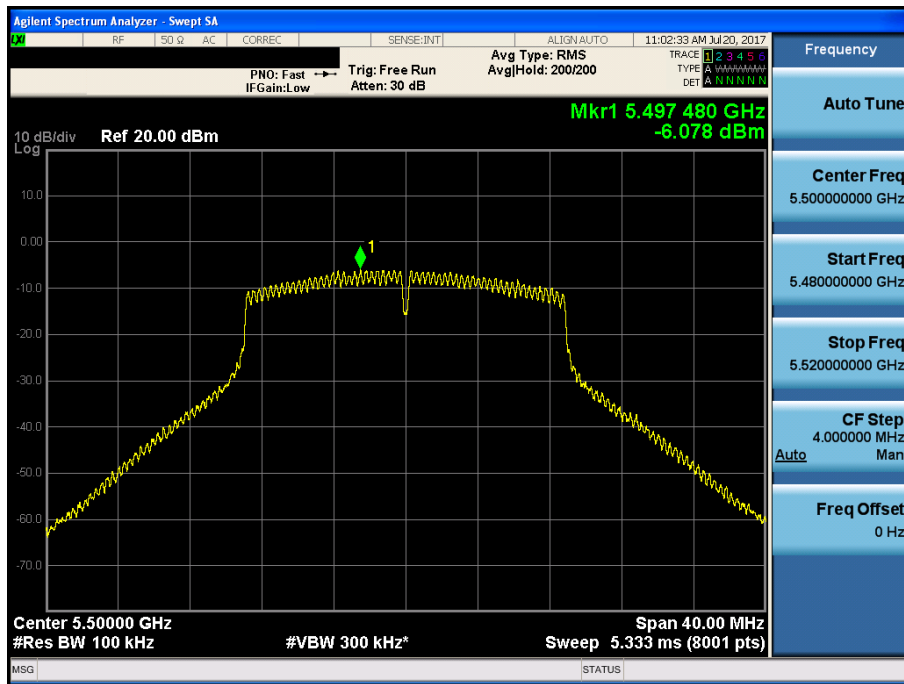 Agilent Spectrum Analyzer - Swept SA
LXI RF 50 Ω AC CORREC SENSE:INT ALIGN AUTO 11:02:33 AM Jul 20, 2017
PNO: Fast Trig: Free Run Avg Type: RMS TRACE 1 2 3 4 5 6
IFGain:Low Atten: 30 dB Avg|Hold: 200/200 TYPE A WWWWWW
DET A N N N N N
Mkr1 5.497 480 GHz
-6.078 dBm
10 dB/div Ref 20.00 dBm
Log
10.0
0.00
-10.0
-20.0
-30.0
-40.0
-50.0
-60.0
-70.0
1
Center 5.50000 GHz Span 40.00 MHz
#Res BW 100 kHz #VBW 300 kHz* Sweep 5.333 ms (8001 pts)
MSG STATUS
Frequency
Auto Tune
Center Freq
5.500000000 GHz
Start Freq
5.480000000 GHz
Stop Freq
5.520000000 GHz
CF Step
4.000000 MHz
Auto Man
Freq Offset
0 Hz